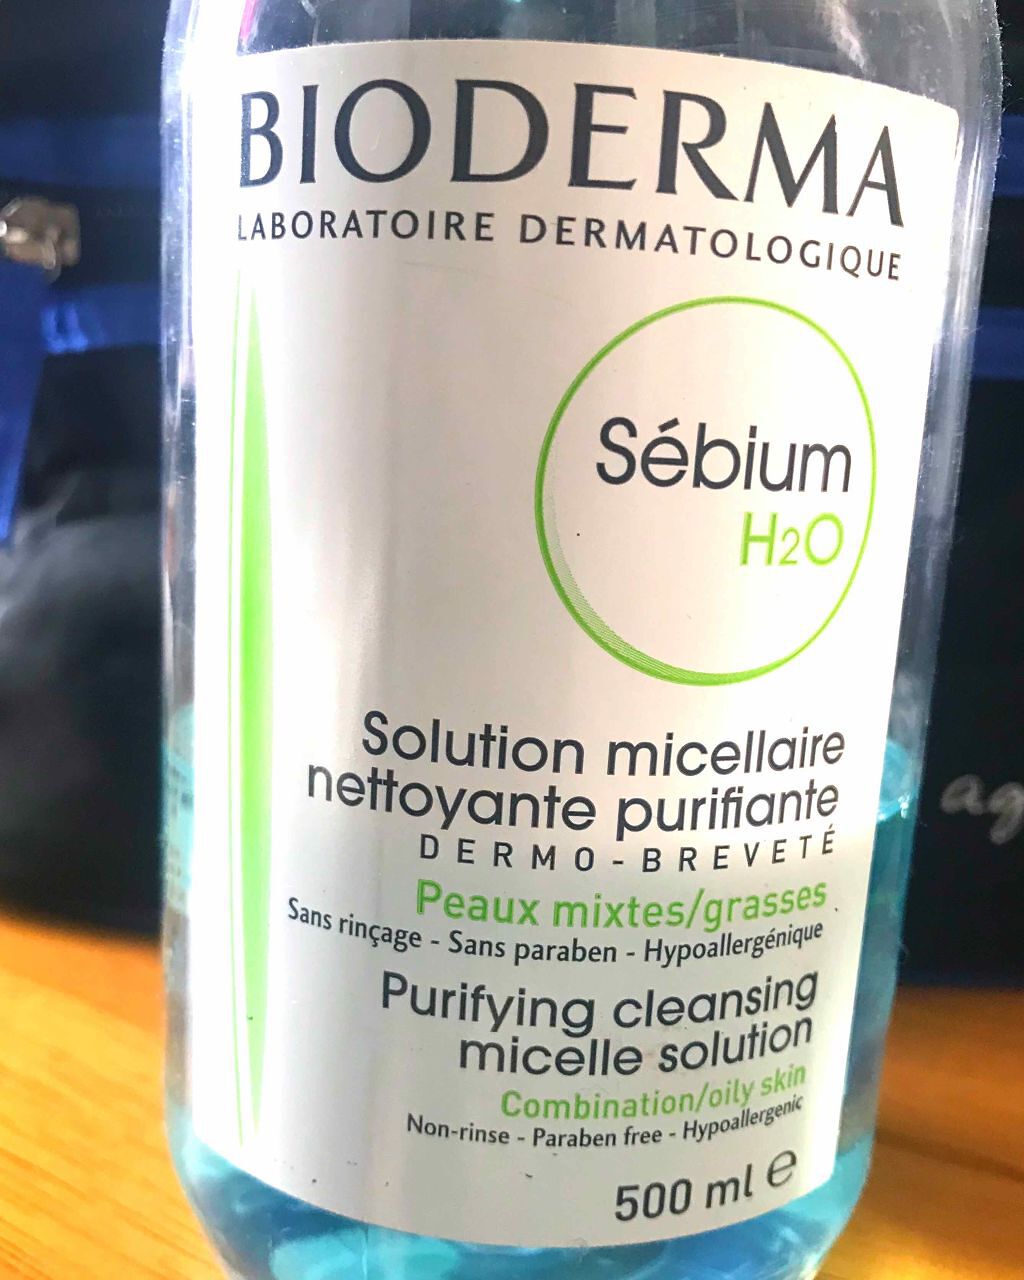 BIODERMA
LABORATOIRE DERMATOLOGIQUE
Sébium
H2O
Solution micellaire
nettoyante purifiante
DERMO-BREVETÉ
Peaux mixtes/grasses
Sans rinçage - Sans paraben - Hypoallergénique
Purifying cleansing
micelle solution
Combination/oily skin
Non-rinse - Paraben free - Hypoallergenic
500 ml e
ag